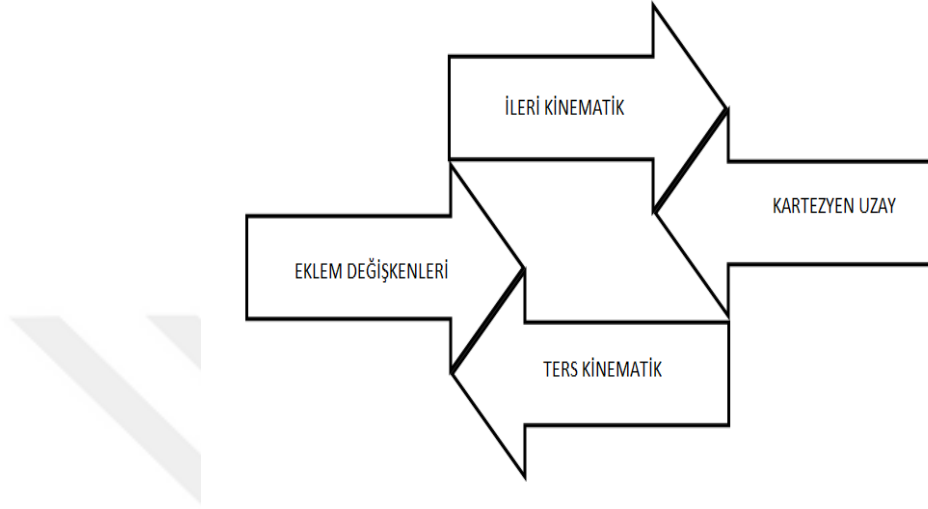 İLERİ KİNEMATİK
KARTEZYEN UZAY
EKLEM DEĞİŞKENLERİ
TERS KİNEMATİK